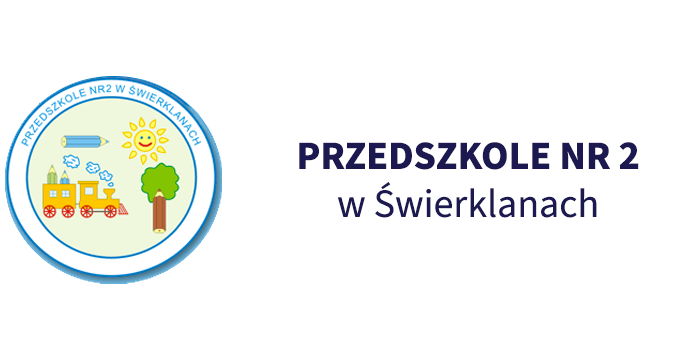 PRZEDSZKOLE NR2 W ŚWIERKLANACH
PRZEDSZKOLE NR 2
w Świerklanach